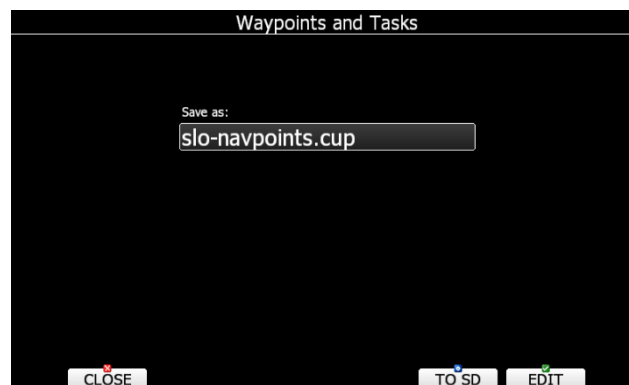 Waypoints and Tasks
Save as:
slo-navpoints.cup
CLOSE TO SD EDIT